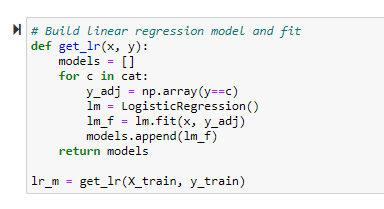 # Build linear regression model and fit
def get_lr(x, y):
    models = []
    for c in cat:
        y_adj = np.array(y==c)
        lm = LogisticRegression()
        lm_f = lm.fit(x, y_adj)
        models.append(lm_f)
    return models

lr_m = get_lr(X_train, y_train)